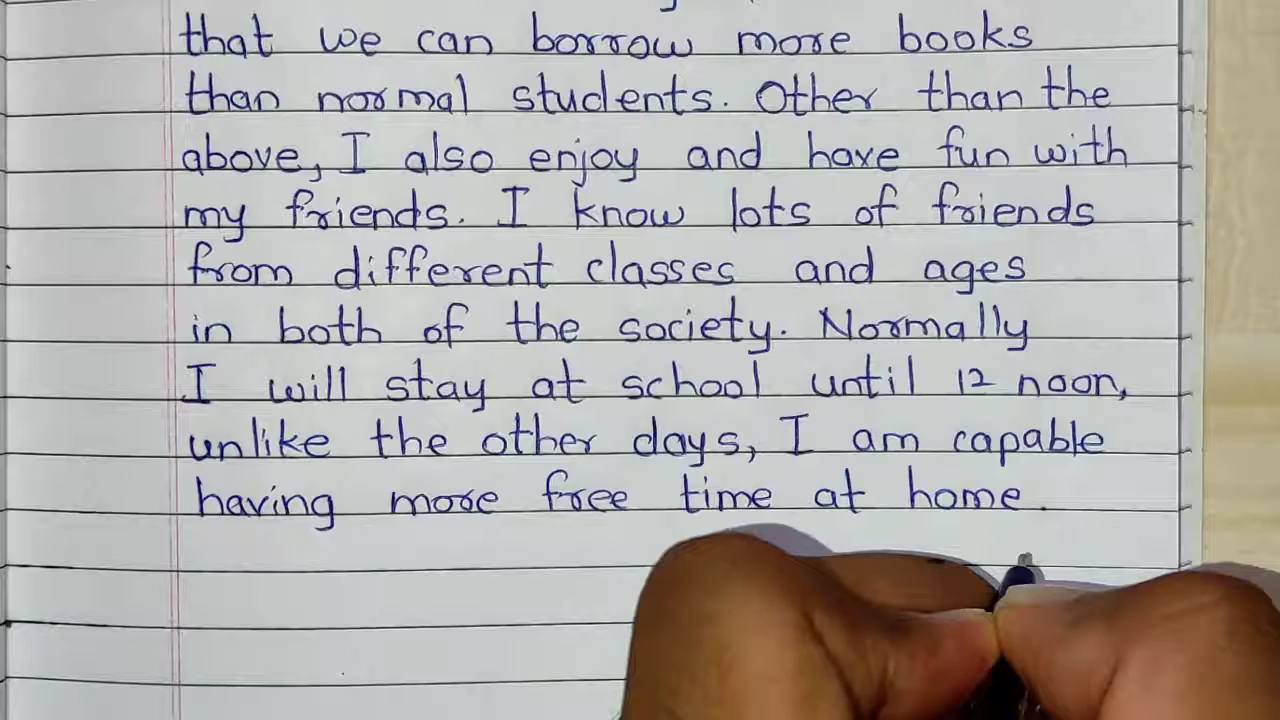 that we can borrow more books
than normal students. Other than the
above, I also enjoy and have fun with
my friends. I know lots of friends
from different classes and ages
in both of the society. Normally
I will stay at school until 12 noon,
unlike the other days, I am capable
having more free time at home.